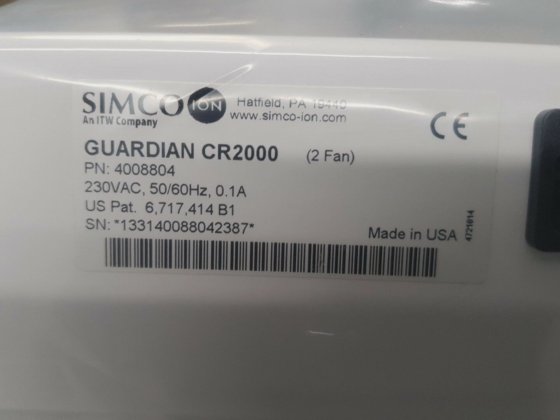 SIMCO ION
An ITW Company
Hatfield, PA 19440
www.simco-ion.com
CE
GUARDIAN CR2000 (2 Fan)
PN: 4008804
230VAC, 50/60Hz, 0.1A
US Pat. 6,717,414 B1
SN: *133140088042387*
Made in USA
4721614